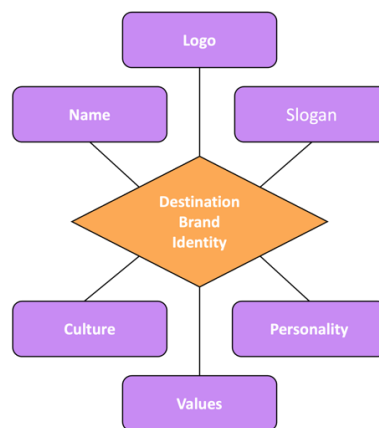 Logo
Name
Slogan
Destination
Brand
Identity
Culture
Personality
Values